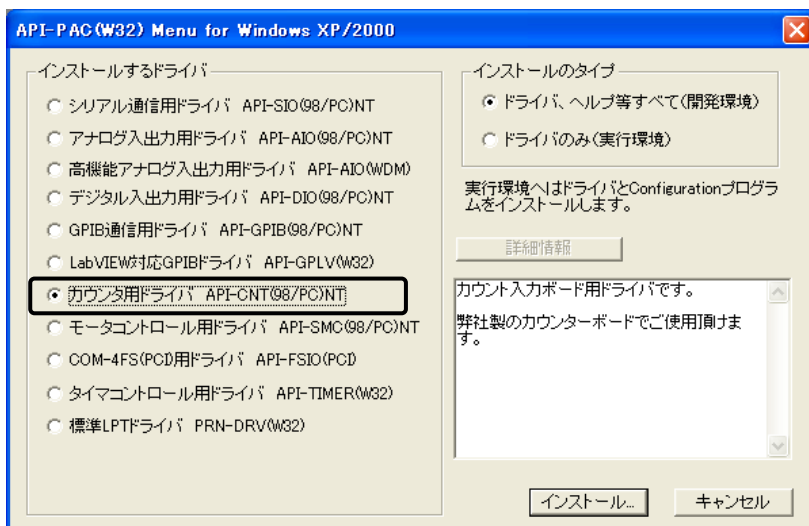 API-PAC(W32) Menu for Windows XP/2000
インストールするドライバ
シリアル通信用ドライバ API-SIO(98/PC)NT
アナログ入出力用ドライバ API-AIO(98/PC)NT
高機能アナログ入出力用ドライバ API-AIO(WDM)
デジタル入出力用ドライバ API-DIO(98/PC)NT
GPIB通信用ドライバ API-GPIB(98/PC)NT
LabVIEW対応GPIBドライバ API-GPLV(W32)
カウンタ用ドライバ API-CNT(98/PC)NT
モータコントロール用ドライバ API-SMC(98/PC)NT
COM-4FS(PCI)用ドライバ API-FSIO(PCI)
タイマコントロール用ドライバ API-TIMER(W32)
標準LPTドライバ PRN-DRV(W32)
インストールのタイプ
ドライバ、ヘルプ等すべて(開発環境)
ドライバのみ(実行環境)
実行環境へはドライバとConfigurationプログラ
ムをインストールします。
詳細情報
カウント入力ボード用ドライバです。
弊社製のカウンターボードでご使用頂けま
す。
インストール...
キャンセル